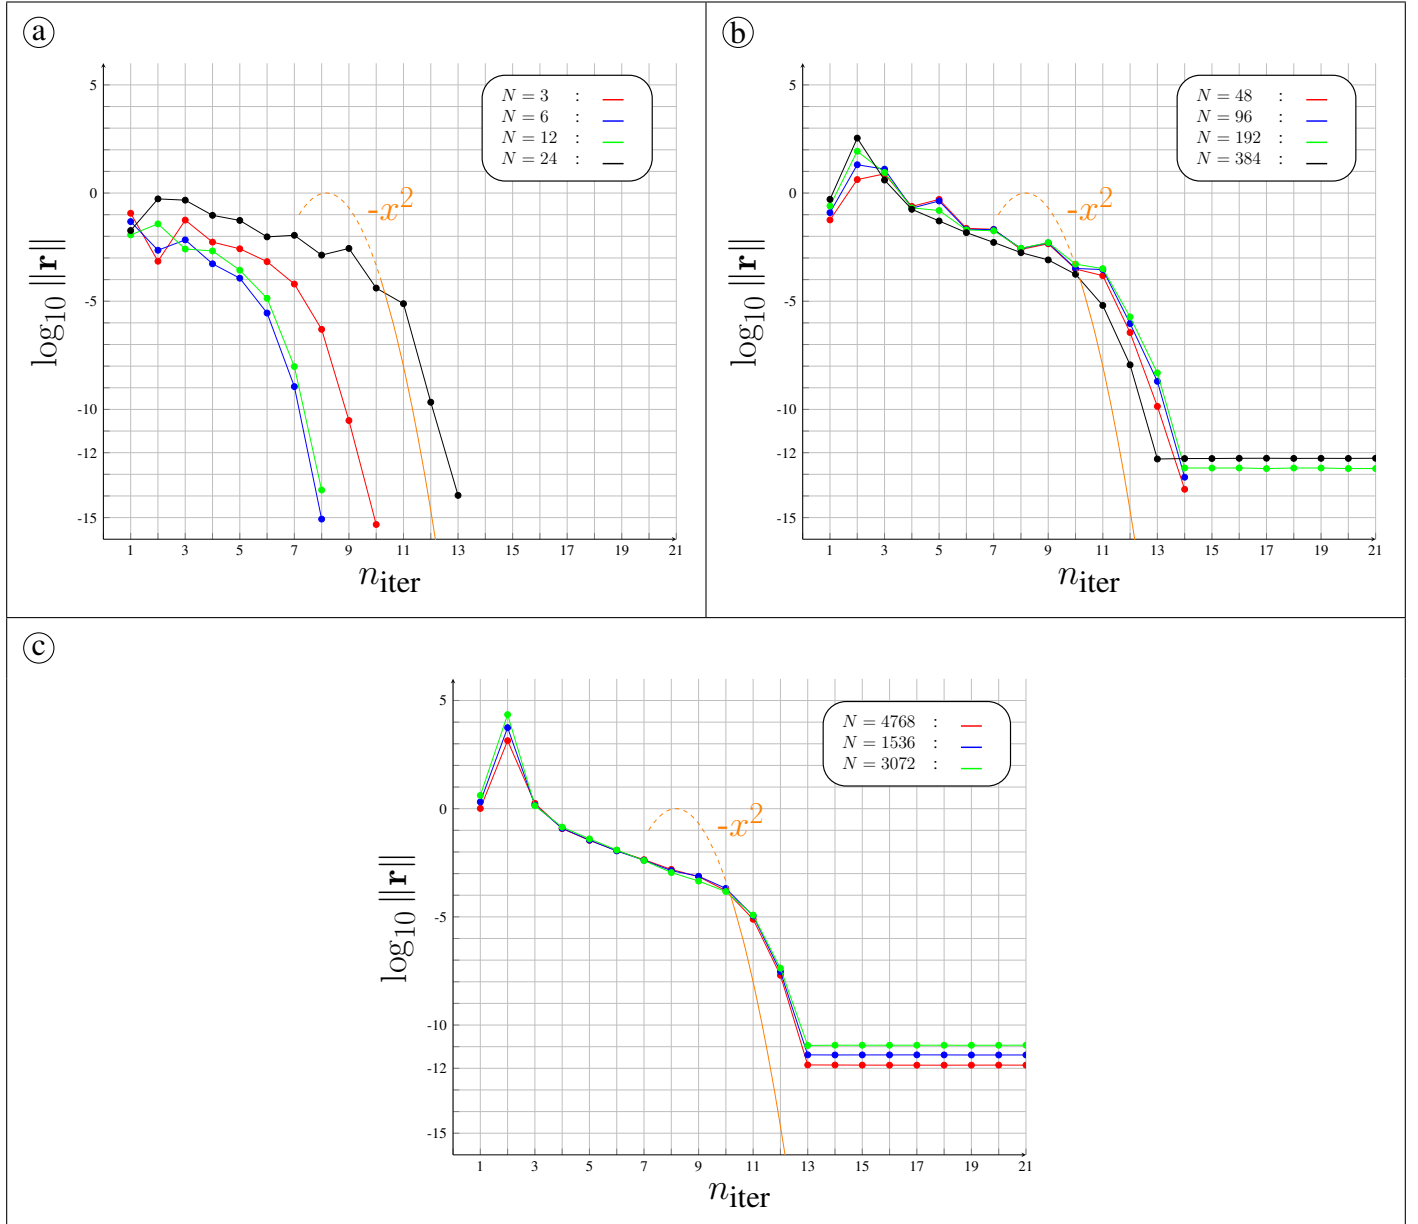 a
N = 3 :
N = 6 :
N = 12 :
N = 24 :
5
0
-5
-10
-12
-15
-x²
log₁₀ ||r||
1 3 5 7 9 11 13 15 17 19 21
n_iter
b
N = 48 :
N = 96 :
N = 192 :
N = 384 :
5
0
-5
-10
-12
-15
-x²
log₁₀ ||r||
1 3 5 7 9 11 13 15 17 19 21
n_iter
c
N = 4768 :
N = 1536 :
N = 3072 :
5
0
-5
-10
-12
-15
-x²
log₁₀ ||r||
1 3 5 7 9 11 13 15 17 19 21
n_iter